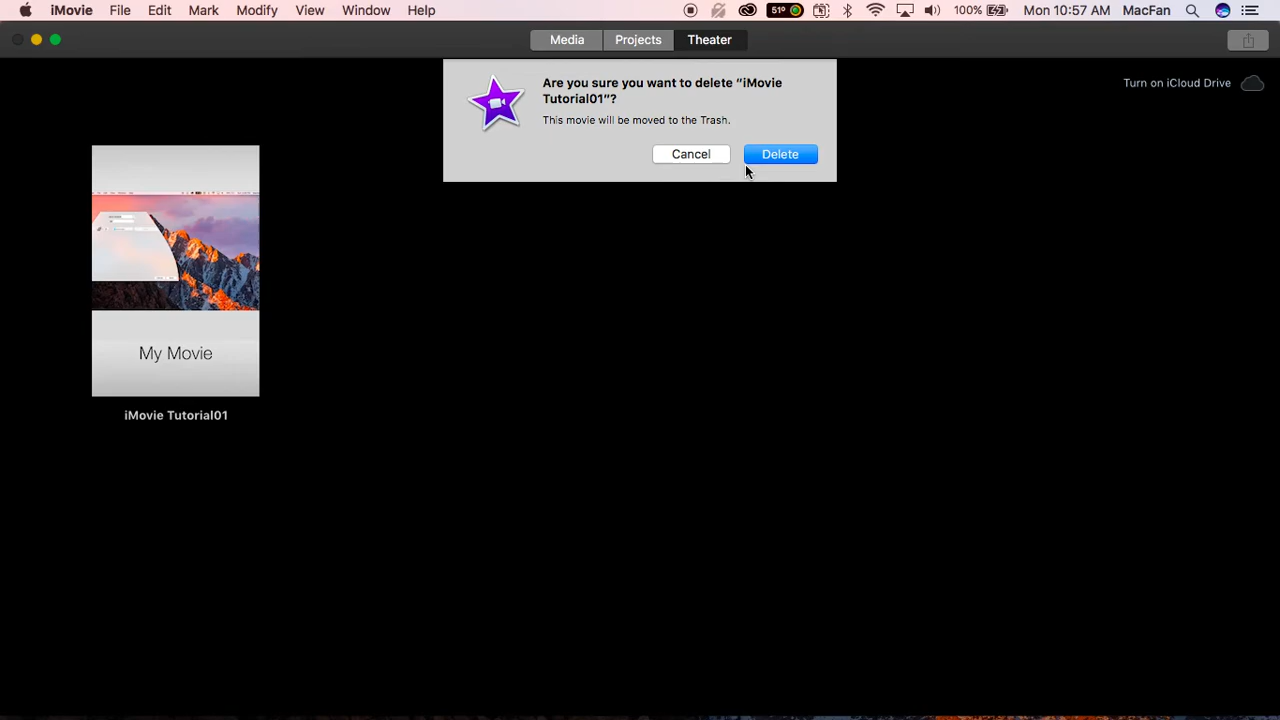 iMovie File Edit Mark Modify View Window Help 51° 100% Mon 10:57 AM MacFan
Media Projects Theater
Are you sure you want to delete “iMovie
Tutorial01”?
This movie will be moved to the Trash.
Cancel Delete
Turn on iCloud Drive
My Movie
iMovie Tutorial01